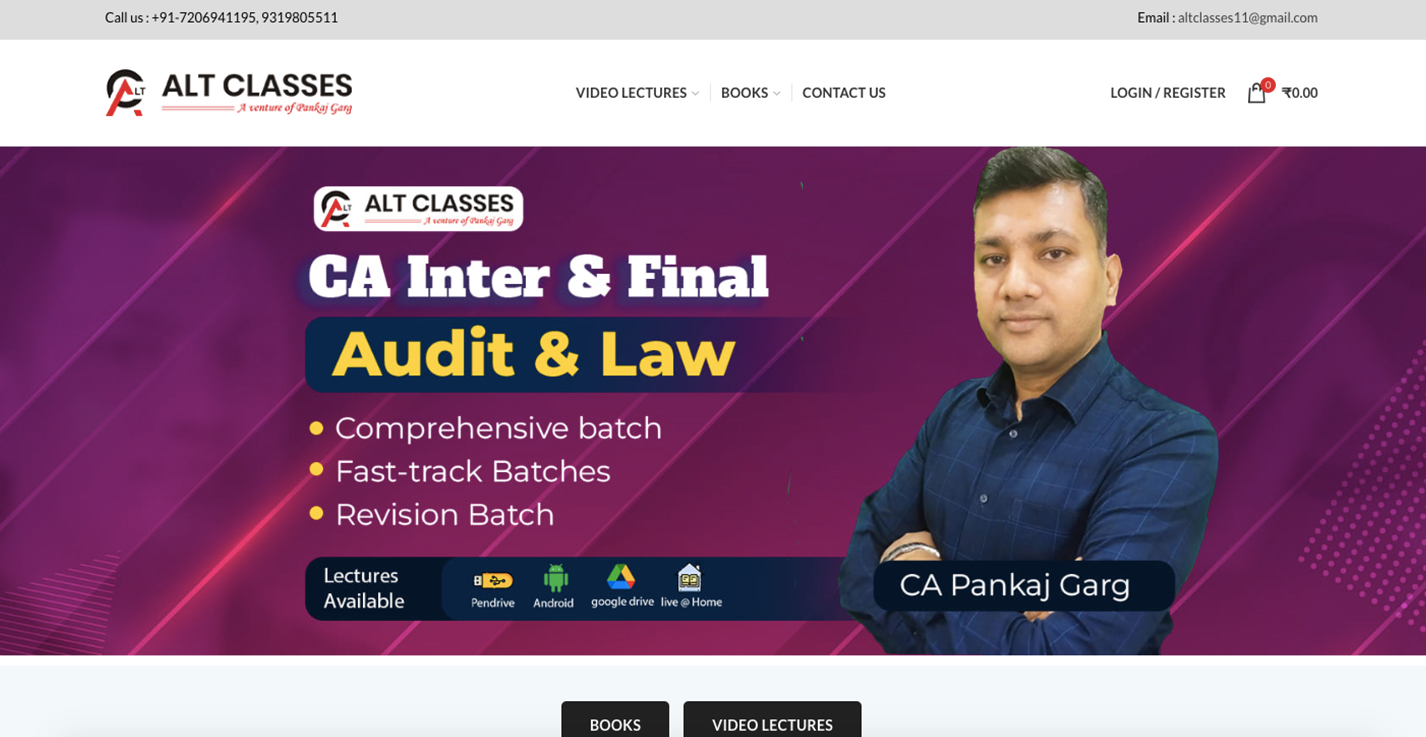 Call us : +91-7206941195, 9319805511
Email : altclasses11@gmail.com
ALT
ALT CLASSES
A venture of Pankaj Garg
VIDEO LECTURES
BOOKS
CONTACT US
LOGIN / REGISTER
0
₹0.00
ALT
ALT CLASSES
A venture of Pankaj Garg
CA Inter & Final
Audit & Law
Comprehensive batch
Fast-track Batches
Revision Batch
Lectures
Available
Pendrive
Android
google drive
live @ Home
CA Pankaj Garg
BOOKS
VIDEO LECTURES